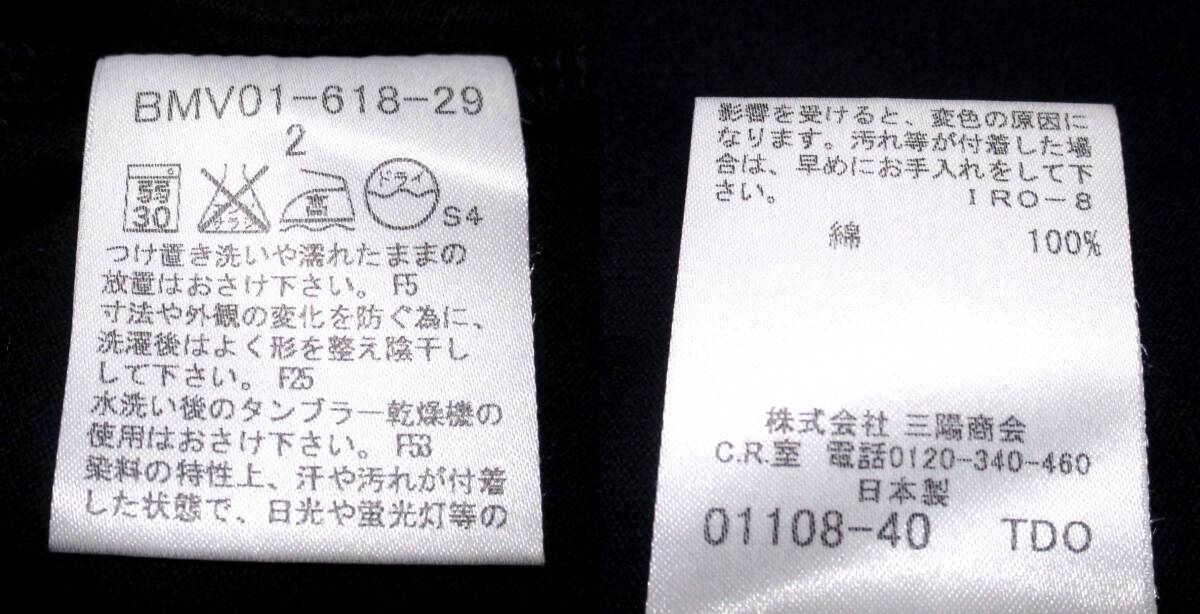 BMV01-618-29
2
弱
30
エンソ
サラシ
高
ドライ
S4
つけ置き洗いや濡れたままの
放置はおさけ下さい。 F5
寸法や外観の変化を防ぐ為に、
洗濯後はよく形を整え陰干し
して下さい。 F25
水洗い後のタンブラー乾燥機の
使用はおさけ下さい。 F53
染料の特性上、汗や汚れが付着
した状態で、日光や蛍光灯等の
影響を受けると、変色の原因に
なります。汚れ等が付着した場
合は、早めにお手入れをして下
さい。 IRO-8
綿 100%
株式会社 三陽商会
C.R.室 電話0120-340-460
日本製
01108-40 TDO